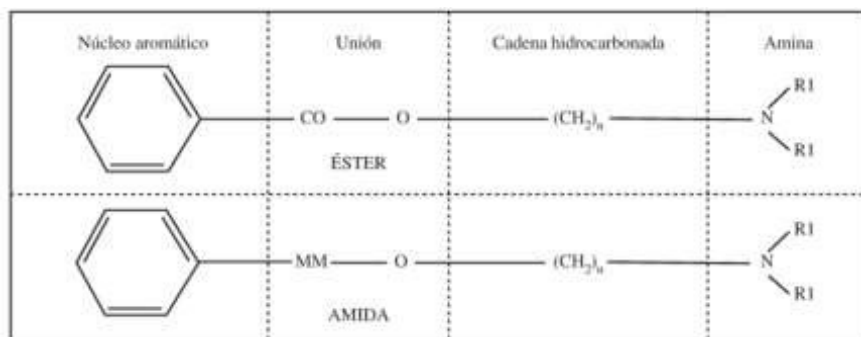 Núcleo aromático Unión Cadena hidrocarbonada Amina
R1
CO O (CH2)n N
R1
ÉSTER
R1
MM O (CH2)n N
R1
AMIDA